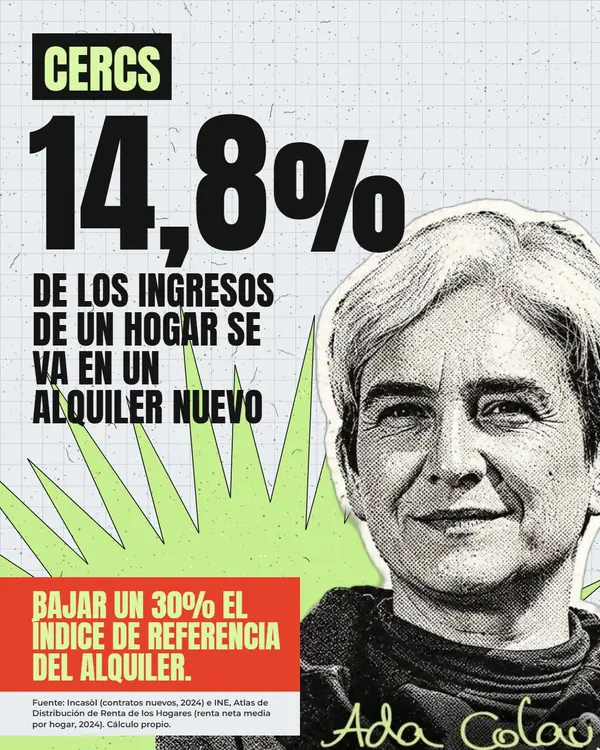 CERCS
14,8%
DE LOS INGRESOS
DE UN HOGAR SE
VA EN UN
ALQUILER NUEVO
BAJAR UN 30% EL
ÍNDICE DE REFERENCIA
DEL ALQUILER.
Fuente: Incasòl (contratos nuevos, 2024) e INE, Atlas de
Distribución de Renta de los Hogares (renta neta media
por hogar, 2024). Cálculo propio.
Ada Colau